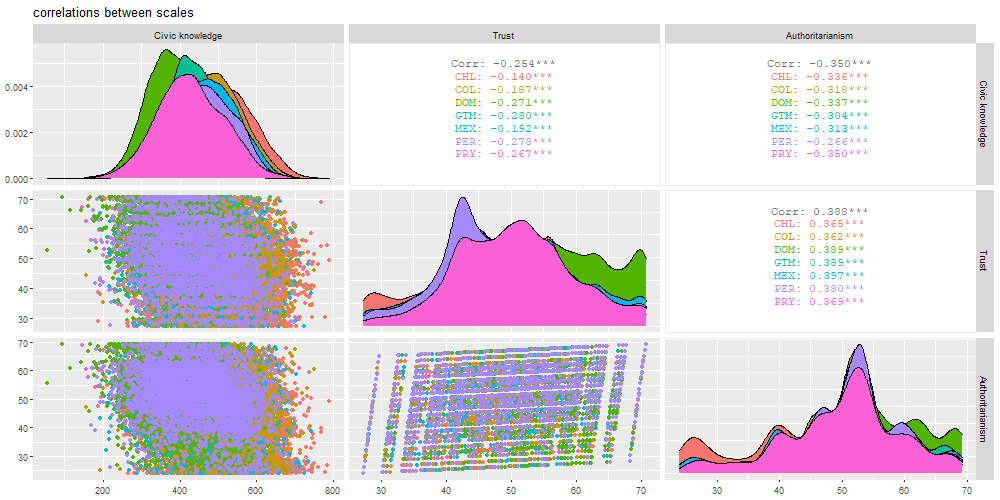 correlations between scales
Civic knowledge
Trust
Authoritarianism
0.004
0.002
0.000
Corr: -0.254***
CHL: -0.140***
COL: -0.187***
DOM: -0.271***
GTM: -0.280***
MEX: -0.192***
PER: -0.278***
PRY: -0.267***
Corr: -0.350***
CHL: -0.336***
COL: -0.318***
DOM: -0.337***
GTM: -0.304***
MEX: -0.313***
PER: -0.266***
PRY: -0.350***
Civic knowledge
70
60
50
40
30
Corr: 0.388***
CHL: 0.365***
COL: 0.362***
DOM: 0.389***
GTM: 0.389***
MEX: 0.397***
PER: 0.380***
PRY: 0.369***
Trust
70
60
50
40
30
Authoritarianism
200
400
600
800
30
40
50
60
70
30
40
50
60
70